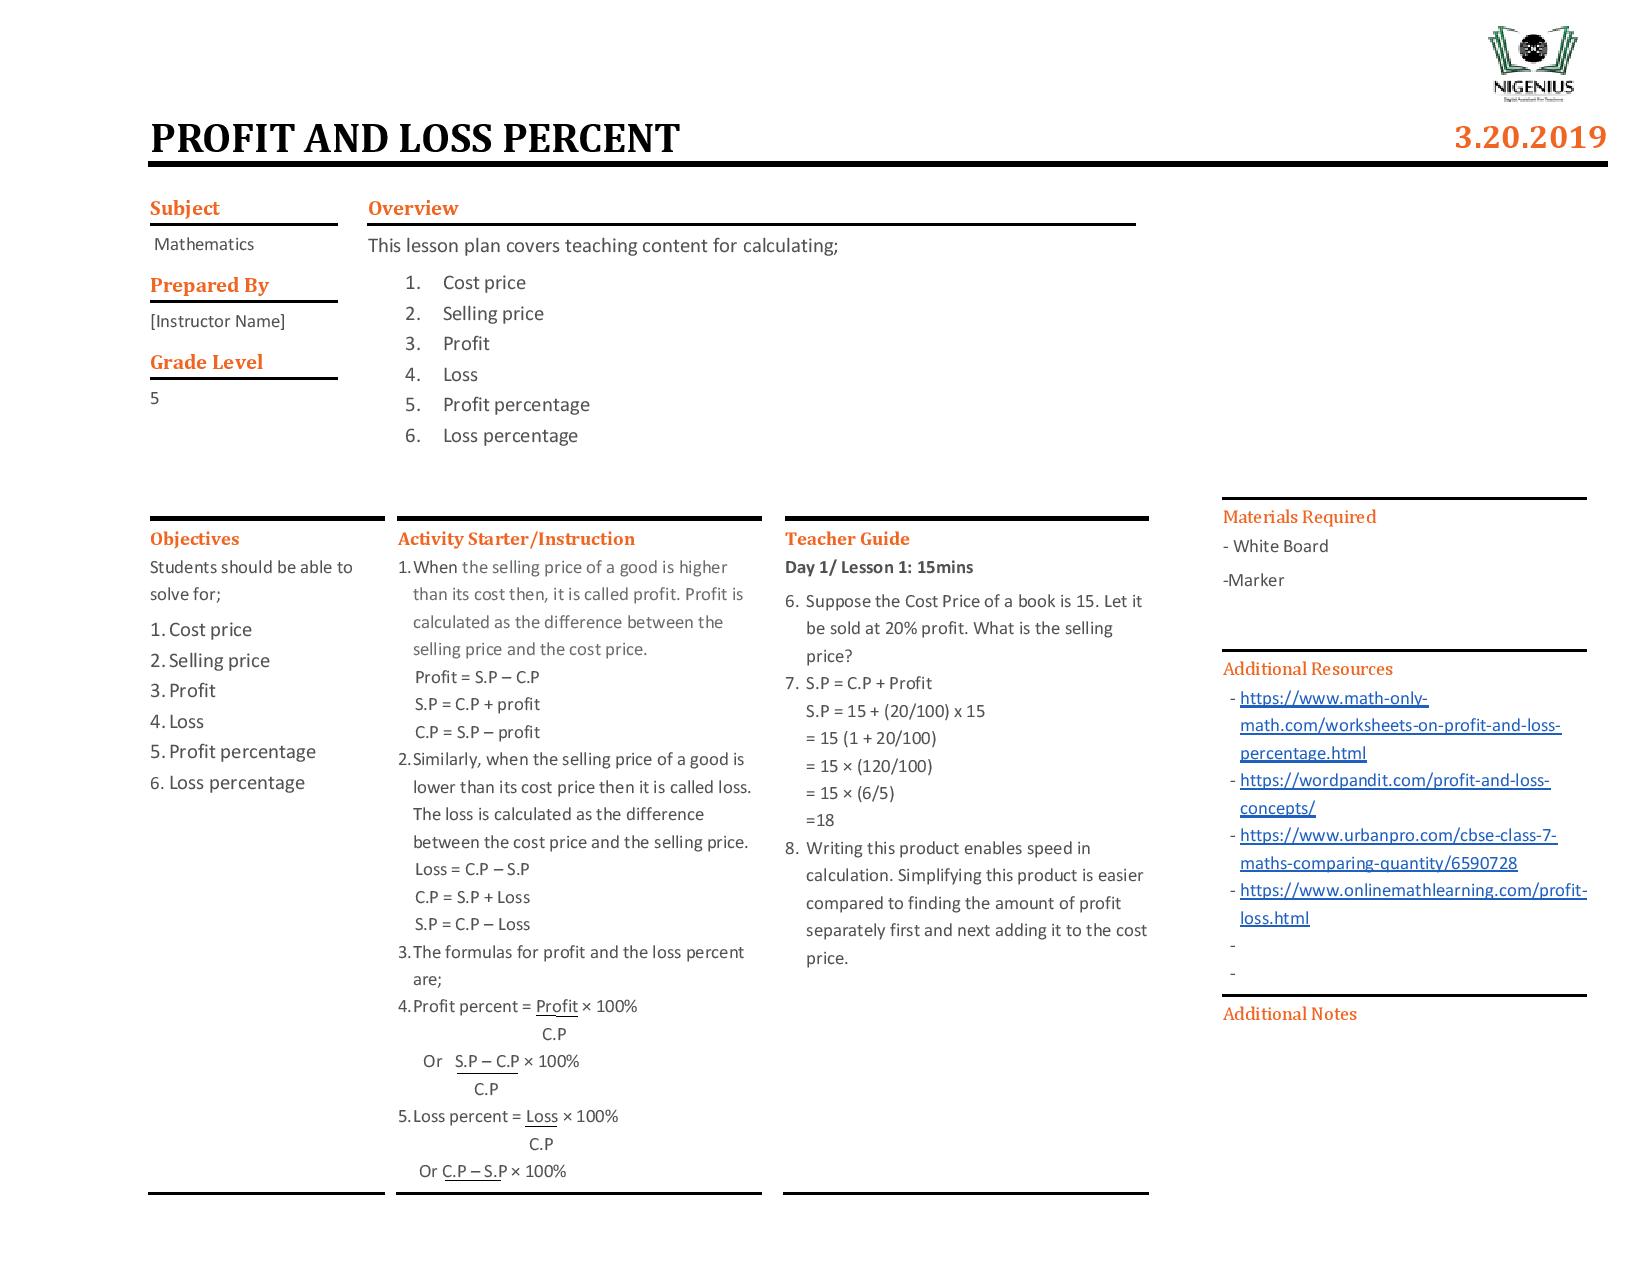 NIGENIUS
Digital Assistant For Teachers
PROFIT AND LOSS PERCENT
3.20.2019
Subject
Mathematics
Prepared By
[Instructor Name]
Grade Level
5
Overview
This lesson plan covers teaching content for calculating;
1. Cost price
2. Selling price
3. Profit
4. Loss
5. Profit percentage
6. Loss percentage
Objectives
Students should be able to
solve for;
1. Cost price
2. Selling price
3. Profit
4. Loss
5. Profit percentage
6. Loss percentage
Activity Starter/Instruction
1. When the selling price of a good is higher
than its cost then, it is called profit. Profit is
calculated as the difference between the
selling price and the cost price.
Profit = S.P – C.P
S.P = C.P + profit
C.P = S.P – profit
2. Similarly, when the selling price of a good is
lower than its cost price then it is called loss.
The loss is calculated as the difference
between the cost price and the selling price.
Loss = C.P – S.P
C.P = S.P + Loss
S.P = C.P – Loss
3. The formulas for profit and the loss percent
are;
4. Profit percent = Profit × 100%
C.P
Or S.P – C.P × 100%
C.P
5. Loss percent = Loss × 100%
C.P
Or C.P – S.P × 100%
Teacher Guide
Day 1/ Lesson 1: 15mins
6. Suppose the Cost Price of a book is 15. Let it
be sold at 20% profit. What is the selling
price?
7. S.P = C.P + Profit
S.P = 15 + (20/100) x 15
= 15 (1 + 20/100)
= 15 × (120/100)
= 15 × (6/5)
=18
8. Writing this product enables speed in
calculation. Simplifying this product is easier
compared to finding the amount of profit
separately first and next adding it to the cost
price.
Materials Required
- White Board
-Marker
Additional Resources
- https://www.math-only-
math.com/worksheets-on-profit-and-loss-
percentage.html
- https://wordpandit.com/profit-and-loss-
concepts/
- https://www.urbanpro.com/cbse-class-7-
maths-comparing-quantity/6590728
- https://www.onlinemathlearning.com/profit-
loss.html
-
-
Additional Notes